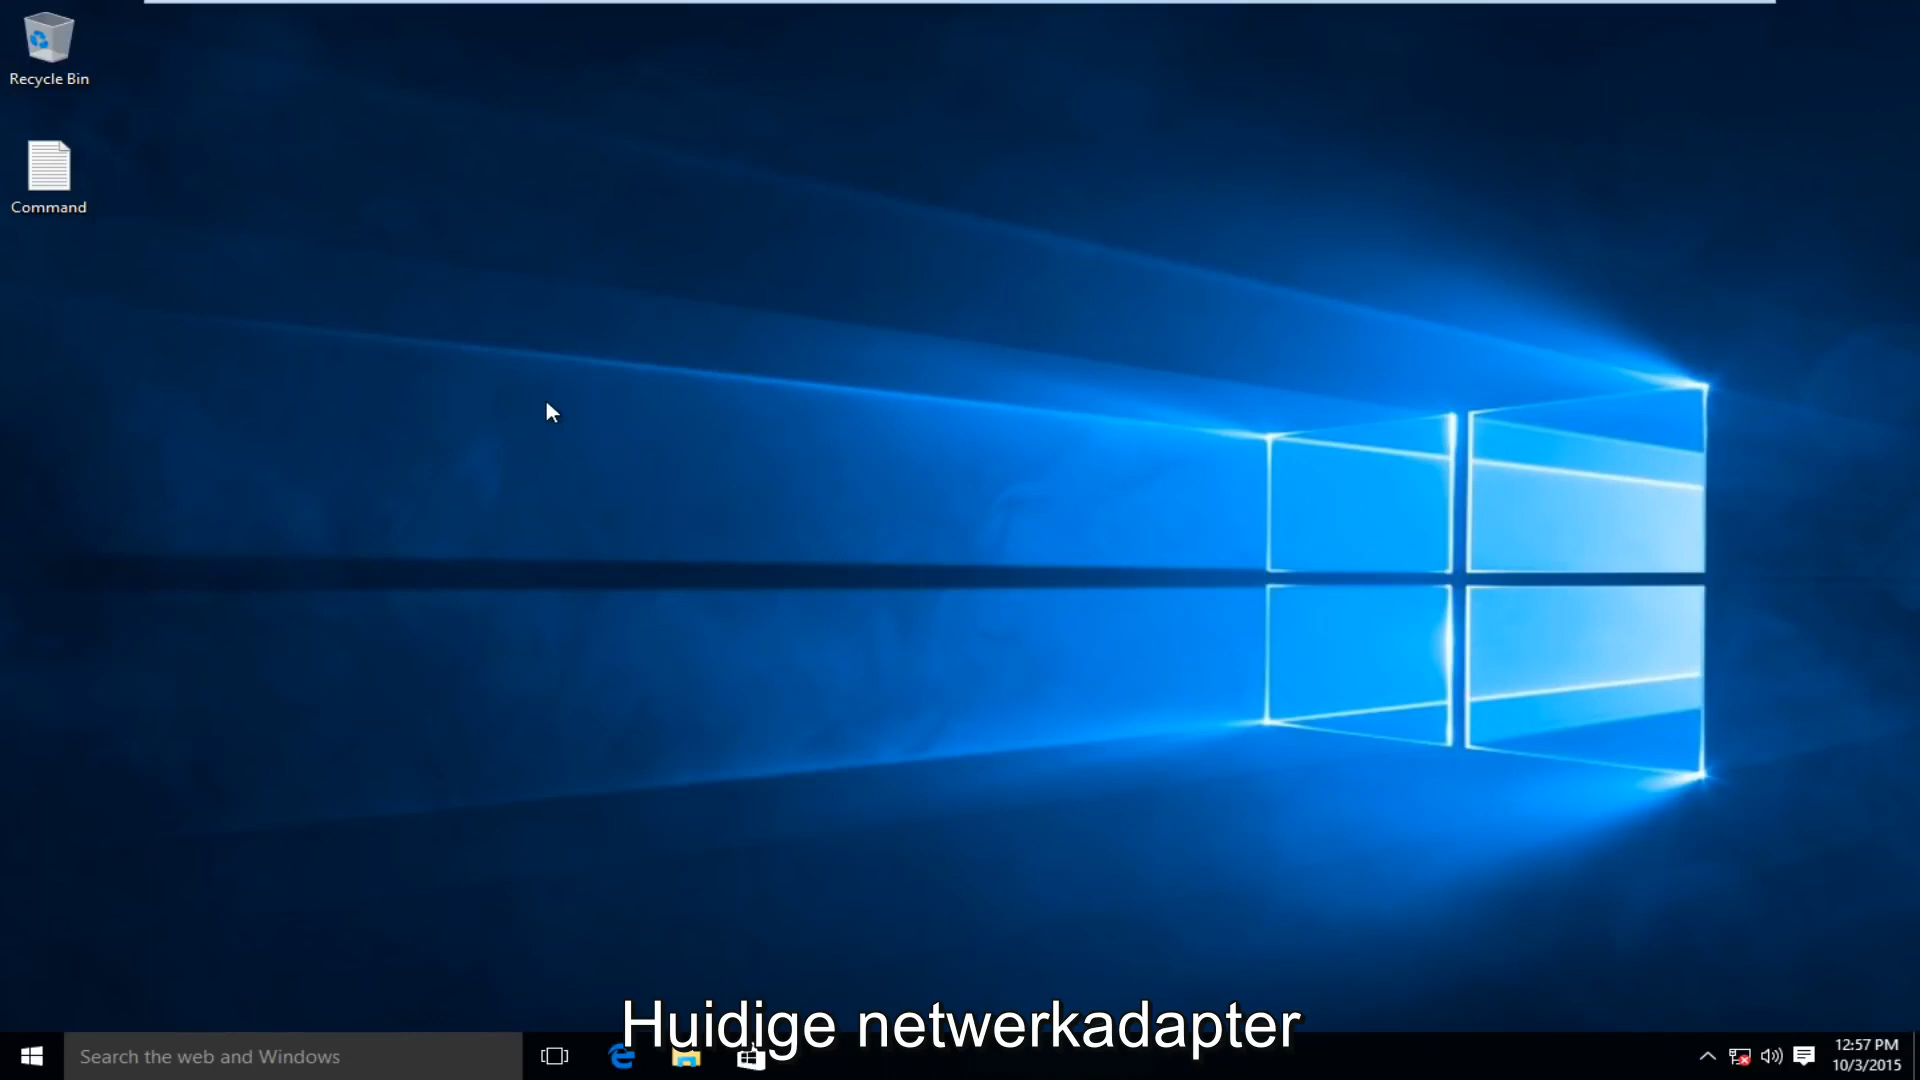 Recycle Bin
Command
Huidige netwerkadapter
Search the web and Windows
12:57 PM
10/3/2015